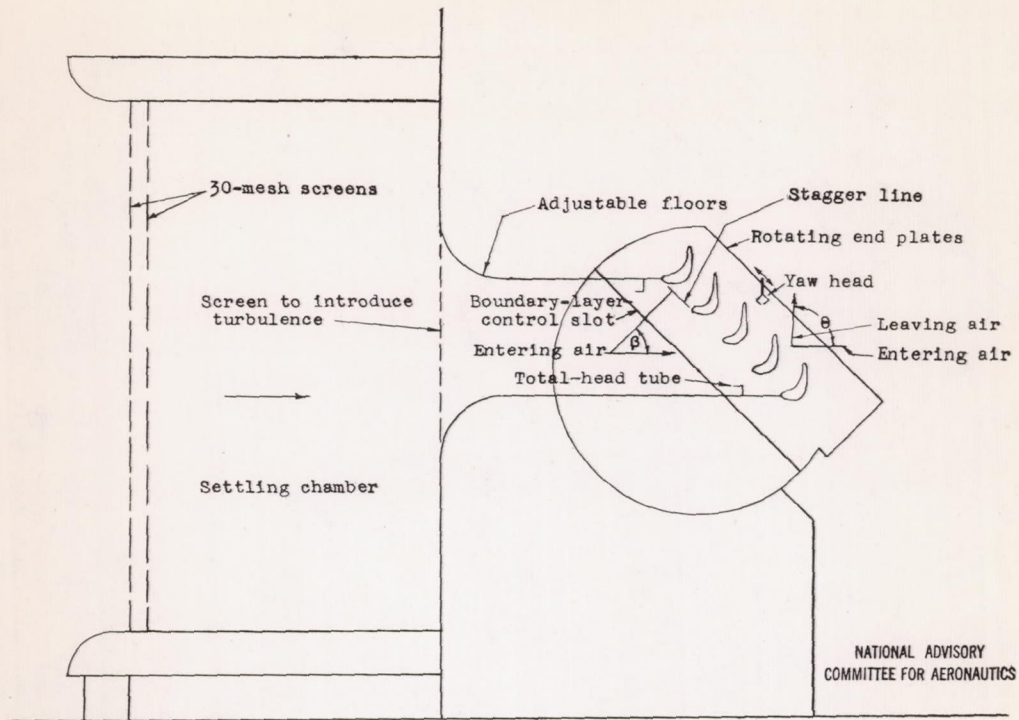 30-mesh screens
Adjustable floors
Stagger line
Rotating end plates
Yaw head
Screen to introduce
turbulence
Boundary-layer
control slot
θ
Leaving air
Entering air
β
Entering air
Total-head tube
Settling chamber
NATIONAL ADVISORY
COMMITTEE FOR AERONAUTICS